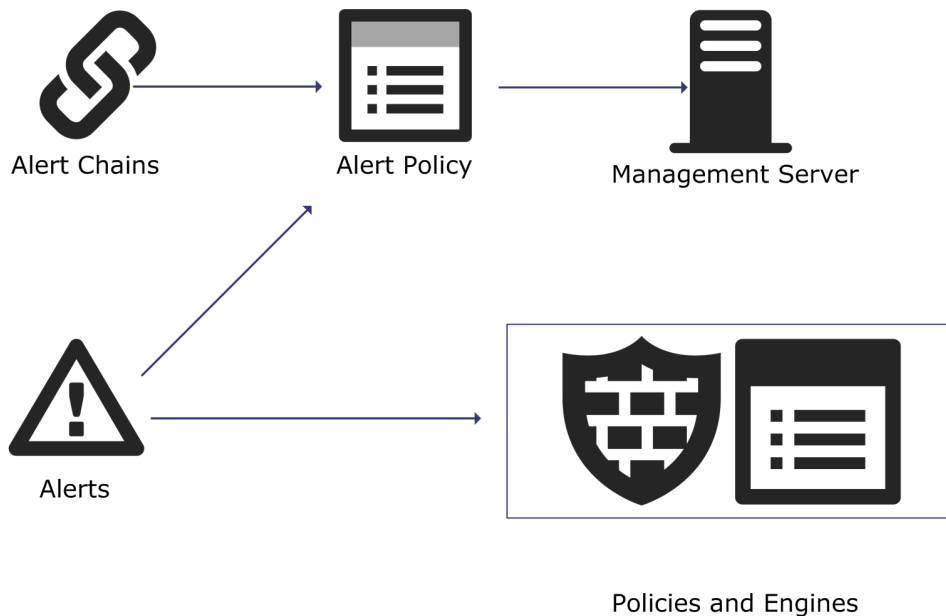 Alert Chains
Alert Policy
Management Server
Alerts
Policies and Engines